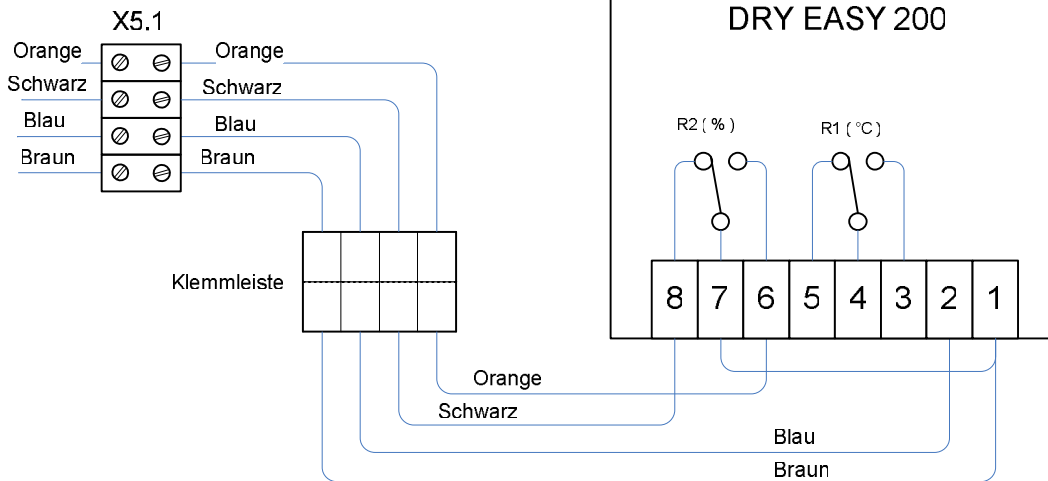 X5.1
Orange Orange
Schwarz Schwarz
Blau Blau
Braun Braun
Klemmleiste
DRY EASY 200
R2 ( % ) R1 ( °C )
8 7 6 5 4 3 2 1
Orange
Schwarz
Blau
Braun